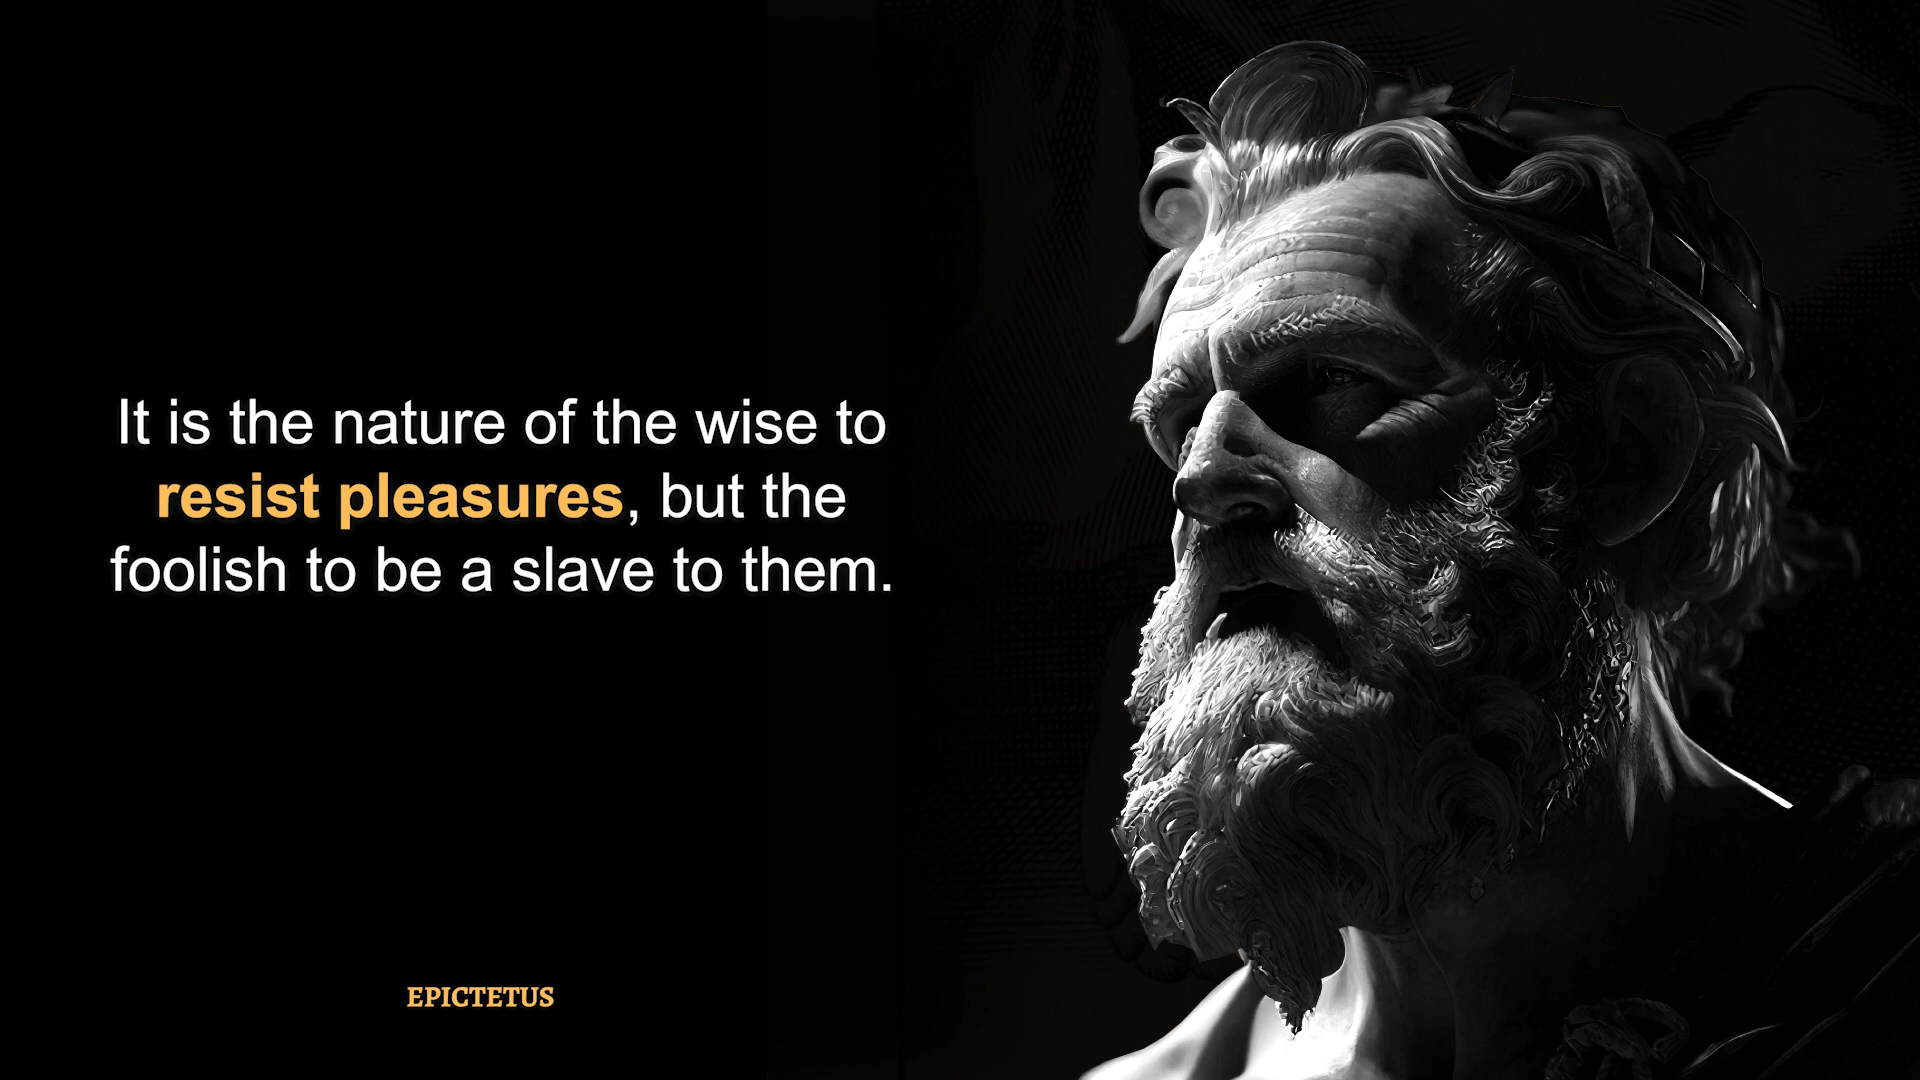 It is the nature of the wise to
resist pleasures, but the
foolish to be a slave to them.
EPICTETUS